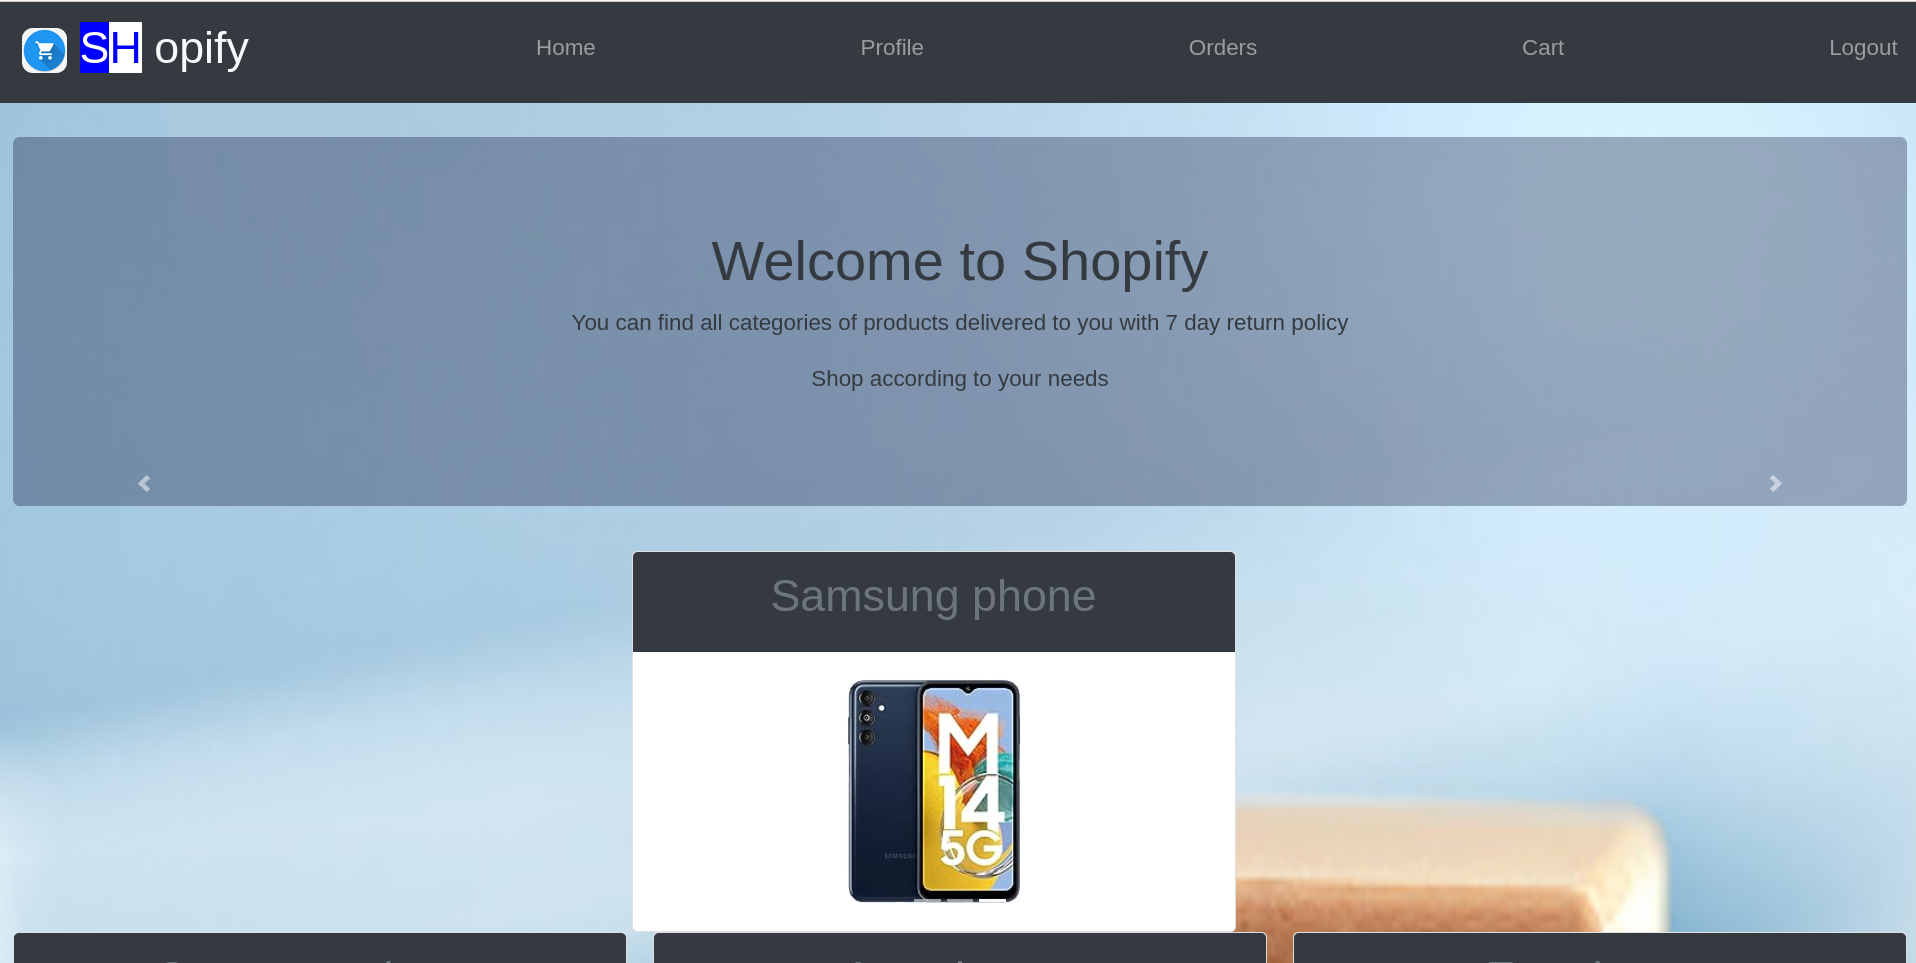 SH opify
Home
Profile
Orders
Cart
Logout
Welcome to Shopify
You can find all categories of products delivered to you with 7 day return policy
Shop according to your needs
Samsung phone
M
14
5G
SAMSUNG